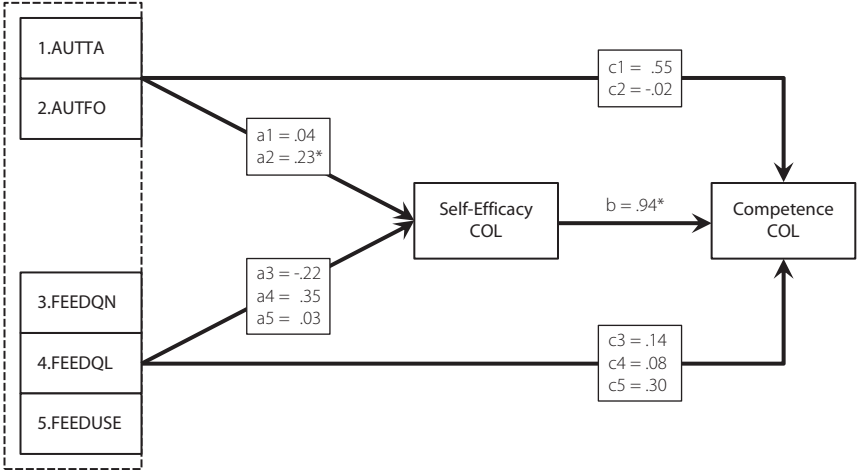 1.AUTTA
2.AUTFO
c1 = .55
c2 = -.02
a1 = .04
a2 = .23*
Self-Efficacy
COL
b = .94*
Competence
COL
3.FEEDQN
4.FEEDQL
5.FEEDUSE
a3 = -.22
a4 = .35
a5 = .03
c3 = .14
c4 = .08
c5 = .30